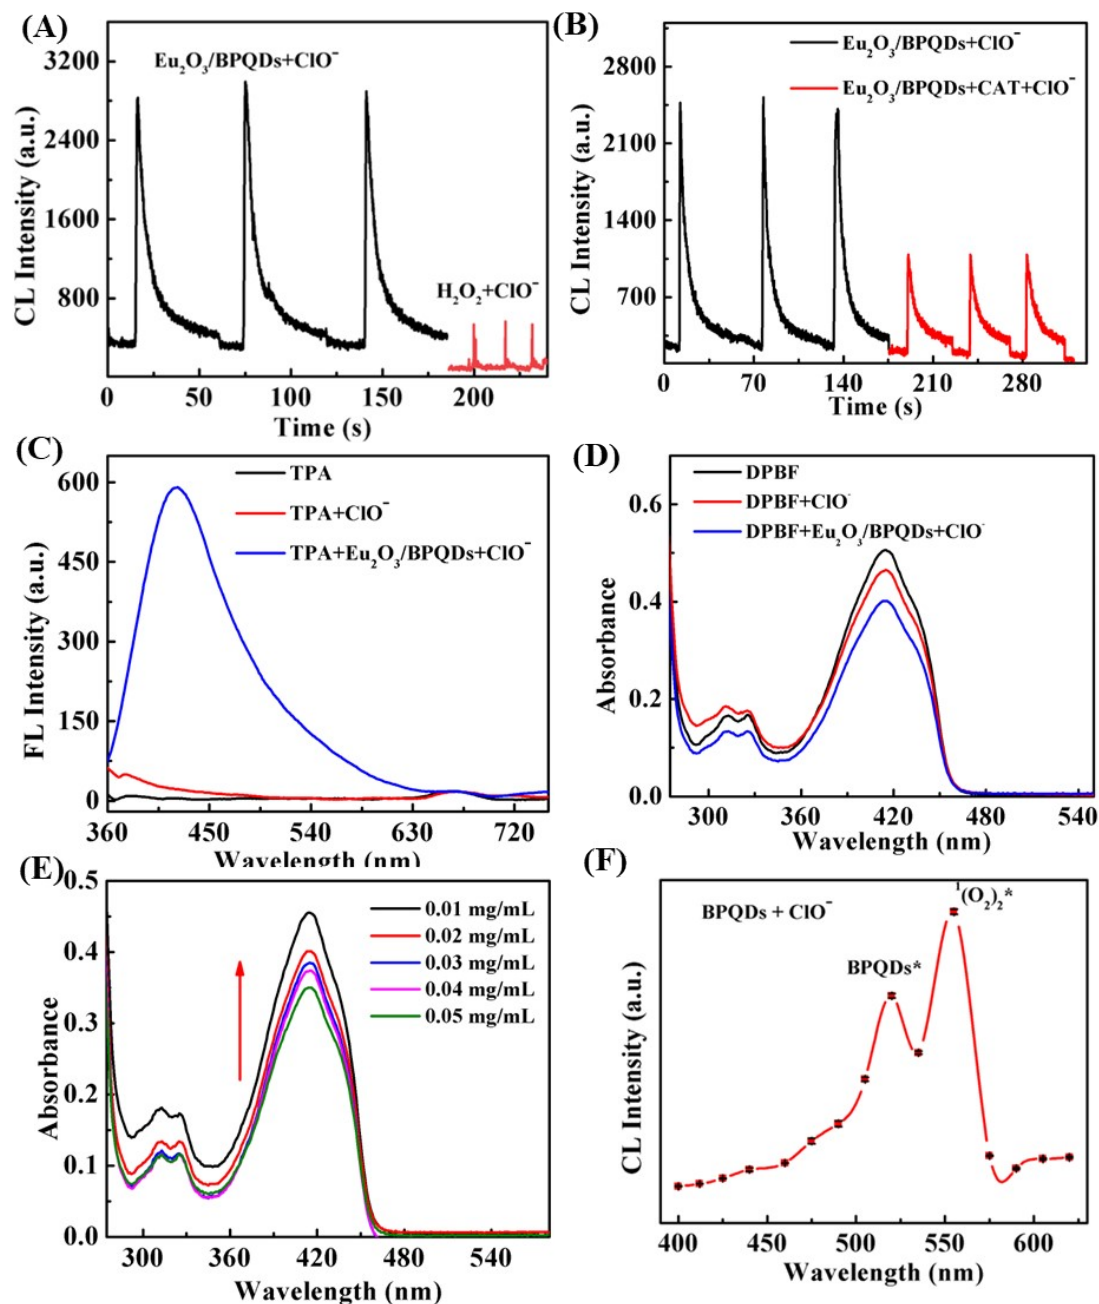 (A)
Eu₂O₃/BPQDs+ClO⁻
H₂O₂+ClO⁻
CL Intensity (a.u.)
3200
2400
1600
800
0 50 100 150 200
Time (s)
(B)
Eu₂O₃/BPQDs+ClO⁻
Eu₂O₃/BPQDs+CAT+ClO⁻
CL Intensity (a.u.)
2800
2100
1400
700
0 70 140 210 280
Time (s)
(C)
TPA
TPA+ClO⁻
TPA+Eu₂O₃/BPQDs+ClO⁻
FL Intensity (a.u.)
600
450
300
150
0
360 450 540 630 720
Wavelength (nm)
(D)
DPBF
DPBF+ClO⁻
DPBF+Eu₂O₃/BPQDs+ClO⁻
Absorbance
0.6
0.4
0.2
0.0
300 360 420 480 540
Wavelength (nm)
(E)
0.01 mg/mL
0.02 mg/mL
0.03 mg/mL
0.04 mg/mL
0.05 mg/mL
Absorbance
0.5
0.4
0.3
0.2
0.1
0.0
300 360 420 480 540
Wavelength (nm)
(F)
BPQDs + ClO⁻
¹(O₂)₂*
BPQDs*
CL Intensity (a.u.)
400 450 500 550 600
Wavelength (nm)